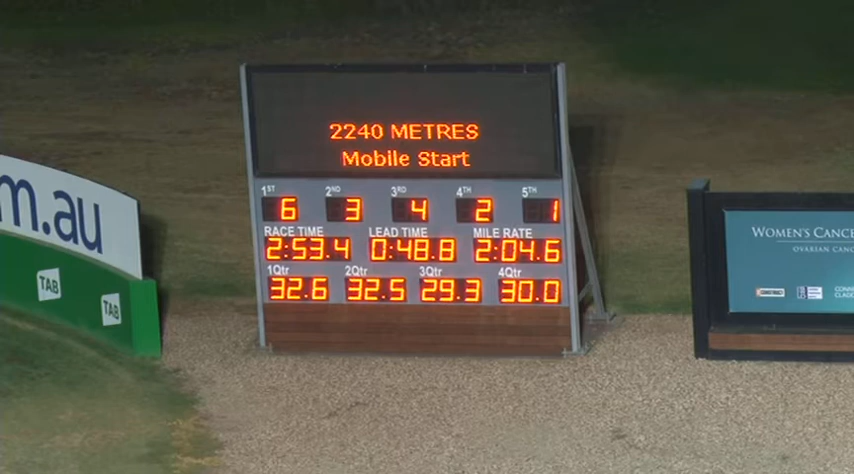 2240 METRES
Mobile Start
1ST 2ND 3RD 4TH 5TH
6 3 4 2 1
RACE TIME LEAD TIME MILE RATE
2:53.4 0:48.8 2:04.6
1Qtr 2Qtr 3Qtr 4Qtr
32.6 32.5 29.3 30.0
m.au
TAB
TAB
WOMEN'S CANCE
OVARIAN CANC
CONSTRUCT